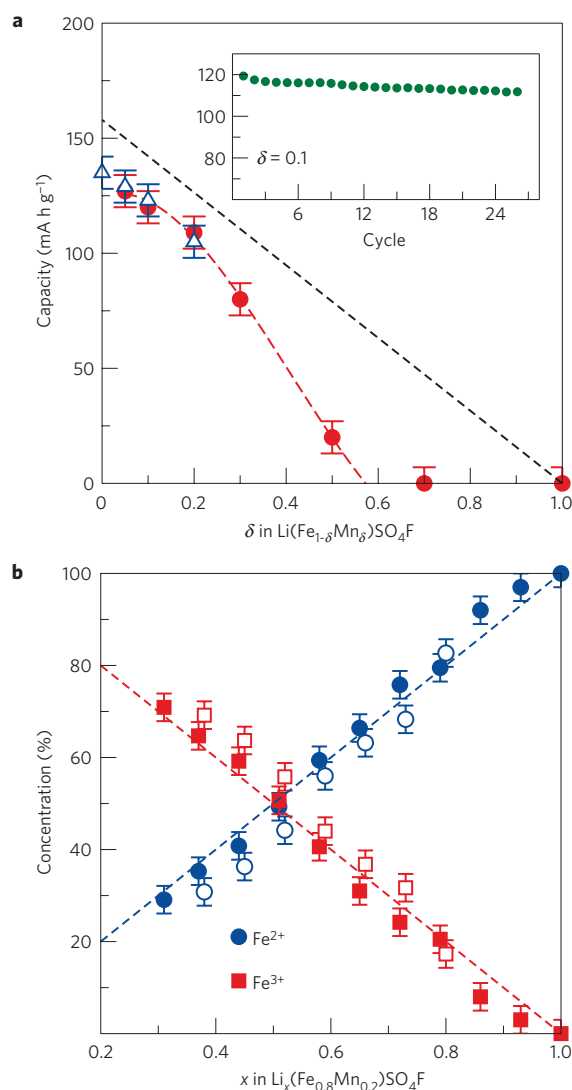 a
200
150
100
50
0
Capacity (mA h g⁻¹)
120
110
100
90
80
70
δ = 0.1
6 12 18 24
Cycle
0 0.2 0.4 0.6 0.8 1.0
δ in Li(Fe₁₋δMnδ)SO₄F
b
100
80
60
40
20
Concentration (%)
Fe²⁺
Fe³⁺
0.2 0.4 0.6 0.8 1.0
x in Liₓ(Fe₀.₈Mn₀.₂)SO₄F